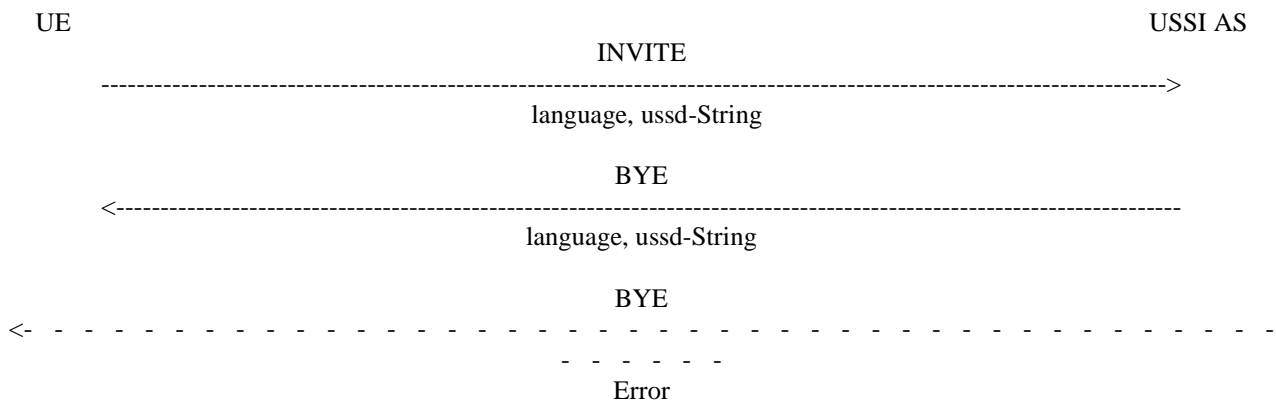 UE USSI AS
INVITE
------------------------------------------------------------------------------------------------------------------------>
language, ussd-String
BYE
<------------------------------------------------------------------------------------------------------------------------
language, ussd-String
BYE
<- - - - - - - - - - - - - - - - - - - - - - - - - - - - - - - - - - - - - - - - - -
- - - - - -
Error